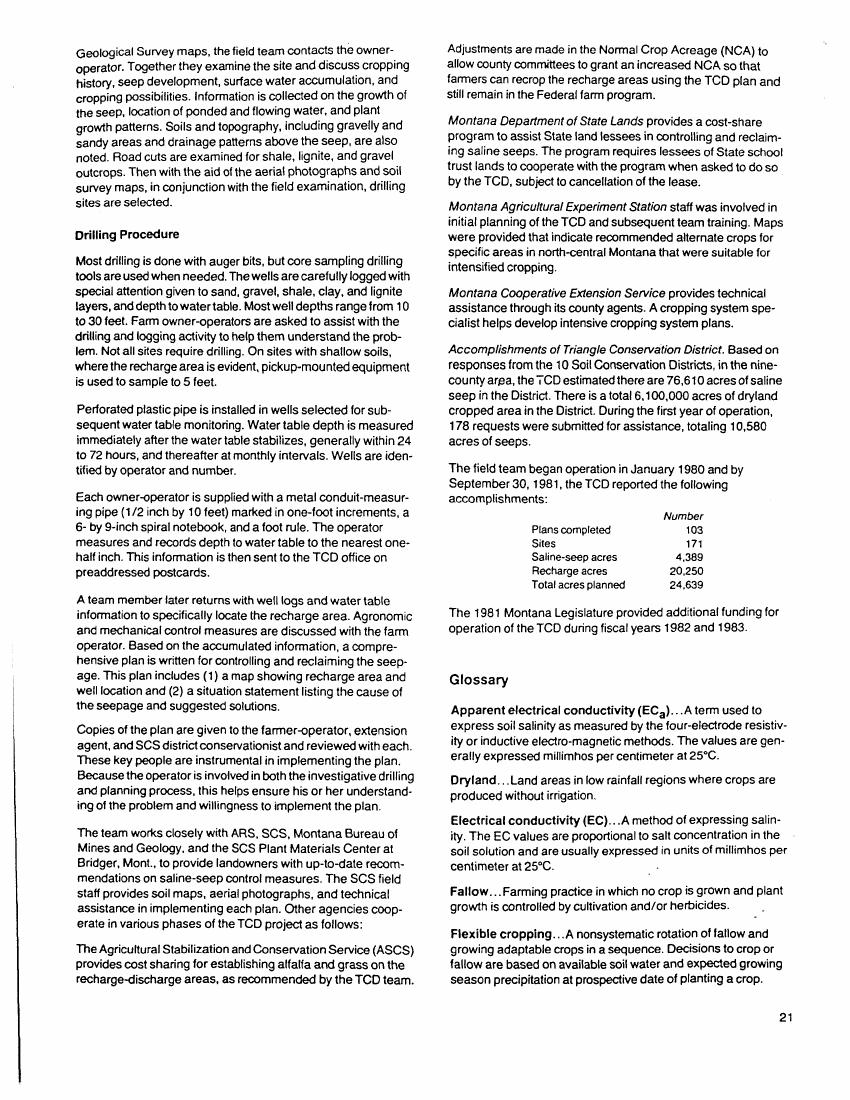 Geological Survey maps, the field team contacts the owner-
operator. Together they examine the site and discuss cropping
history, seep development, surface water accumulation, and
cropping possibilities. Information is collected on the growth of
the seep, location of ponded and flowing water, and plant
growth patterns. Soils and topography, including gravelly and
sandy areas and drainage patterns above the seep, are also
noted. Road cuts are examined for shale, lignite, and gravel
outcrops. Then with the aid of the aerial photographs and soil
survey maps, in conjunction with the field examination, drilling
sites are selected.
Drilling Procedure
Most drilling is done with auger bits, but core sampling drilling
tools are used when needed. The wells are carefully logged with
special attention given to sand, gravel, shale, clay, and lignite
layers, and depth to water table. Most well depths range from 10
to 30 feet. Farm owner-operators are asked to assist with the
drilling and logging activity to help them understand the prob-
lem. Not all sites require drilling. On sites with shallow soils,
where the recharge area is evident, pickup-mounted equipment
is used to sample to 5 feet.
Perforated plastic pipe is installed in wells selected for sub-
sequent water table monitoring. Water table depth is measured
immediately after the water table stabilizes, generally within 24
to 72 hours, and thereafter at monthly intervals. Wells are iden-
tified by operator and number.
Each owner-operator is supplied with a metal conduit-measur-
ing pipe (1/2 inch by 10 feet) marked in one-foot increments, a
6- by 9-inch spiral notebook, and a foot rule. The operator
measures and records depth to water table to the nearest one-
half inch. This information is then sent to the TCD office on
preaddressed postcards.
A team member later returns with well logs and water table
information to specifically locate the recharge area. Agronomic
and mechanical control measures are discussed with the farm
operator. Based on the accumulated information, a compre-
hensive plan is written for controlling and reclaiming the seep-
age. This plan includes (1) a map showing recharge area and
well location and (2) a situation statement listing the cause of
the seepage and suggested solutions.
Copies of the plan are given to the farmer-operator, extension
agent, and SCS district conservationist and reviewed with each.
These key people are instrumental in implementing the plan.
Because the operator is involved in both the investigative drilling
and planning process, this helps ensure his or her understand-
ing of the problem and willingness to implement the plan.
The team works closely with ARS, SCS, Montana Bureau of
Mines and Geology, and the SCS Plant Materials Center at
Bridger, Mont., to provide landowners with up-to-date recom-
mendations on saline-seep control measures. The SCS field
staff provides soil maps, aerial photographs, and technical
assistance in implementing each plan. Other agencies coop-
erate in various phases of the TCD project as follows:
The Agricultural Stabilization and Conservation Service (ASCS)
provides cost sharing for establishing alfalfa and grass on the
recharge-discharge areas, as recommended by the TCD team.
Adjustments are made in the Normal Crop Acreage (NCA) to
allow county committees to grant an increased NCA so that
farmers can recrop the recharge areas using the TCD plan and
still remain in the Federal farm program.
Montana Department of State Lands provides a cost-share
program to assist State land lessees in controlling and reclaim-
ing saline seeps. The program requires lessees of State school
trust lands to cooperate with the program when asked to do so
by the TCD, subject to cancellation of the lease.
Montana Agricultural Experiment Station staff was involved in
initial planning of the TCD and subsequent team training. Maps
were provided that indicate recommended alternate crops for
specific areas in north-central Montana that were suitable for
intensified cropping.
Montana Cooperative Extension Service provides technical
assistance through its county agents. A cropping system spe-
cialist helps develop intensive cropping system plans.
Accomplishments of Triangle Conservation District. Based on
responses from the 10 Soil Conservation Districts, in the nine-
county area, the TCD estimated there are 76,610 acres of saline
seep in the District. There is a total 6,100,000 acres of dryland
cropped area in the District. During the first year of operation,
178 requests were submitted for assistance, totaling 10,580
acres of seeps.
The field team began operation in January 1980 and by
September 30, 1981, the TCD reported the following
accomplishments:
Number
Plans completed 103
Sites 171
Saline-seep acres 4,389
Recharge acres 20,250
Total acres planned 24,639
The 1981 Montana Legislature provided additional funding for
operation of the TCD during fiscal years 1982 and 1983.
Glossary
Apparent electrical conductivity (ECa)...A term used to
express soil salinity as measured by the four-electrode resistiv-
ity or inductive electro-magnetic methods. The values are gen-
erally expressed millimhos per centimeter at 25°C.
Dryland...Land areas in low rainfall regions where crops are
produced without irrigation.
Electrical conductivity (EC)...A method of expressing salin-
ity. The EC values are proportional to salt concentration in the
soil solution and are usually expressed in units of millimhos per
centimeter at 25°C.
Fallow...Farming practice in which no crop is grown and plant
growth is controlled by cultivation and/or herbicides.
Flexible cropping...A nonsystematic rotation of fallow and
growing adaptable crops in a sequence. Decisions to crop or
fallow are based on available soil water and expected growing
season precipitation at prospective date of planting a crop.
21